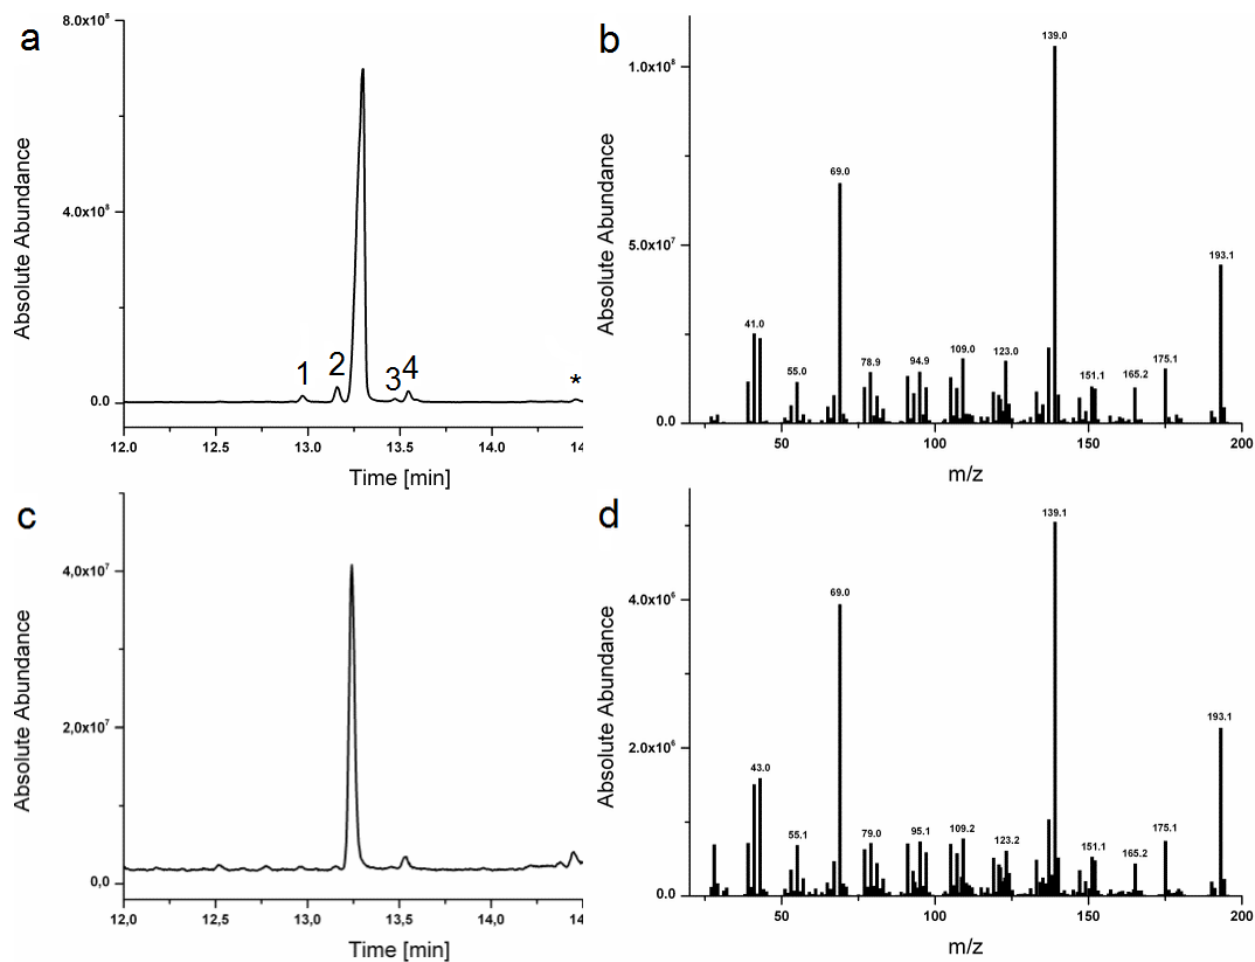 a
8.0x10⁸
4.0x10⁸
0.0
Absolute Abundance
1 2 3 4 *
12.0 12.5 13.0 13.5 14.0 14
Time [min]
b
1.0x10⁸
5.0x10⁷
0.0
Absolute Abundance
41.0 55.0 69.0 78.9 94.9 109.0 123.0 139.0 151.1 165.2 175.1 193.1
50 100 150 200
m/z
c
4,0x10⁷
2,0x10⁷
0,0
Absolute Abundance
12,0 12,5 13,0 13,5 14,0 14
Time [min]
d
4.0x10⁶
2.0x10⁶
0.0
Absolute Abundance
43.0 55.1 69.0 79.0 95.1 109.2 123.2 139.1 151.1 165.2 175.1 193.1
50 100 150 200
m/z